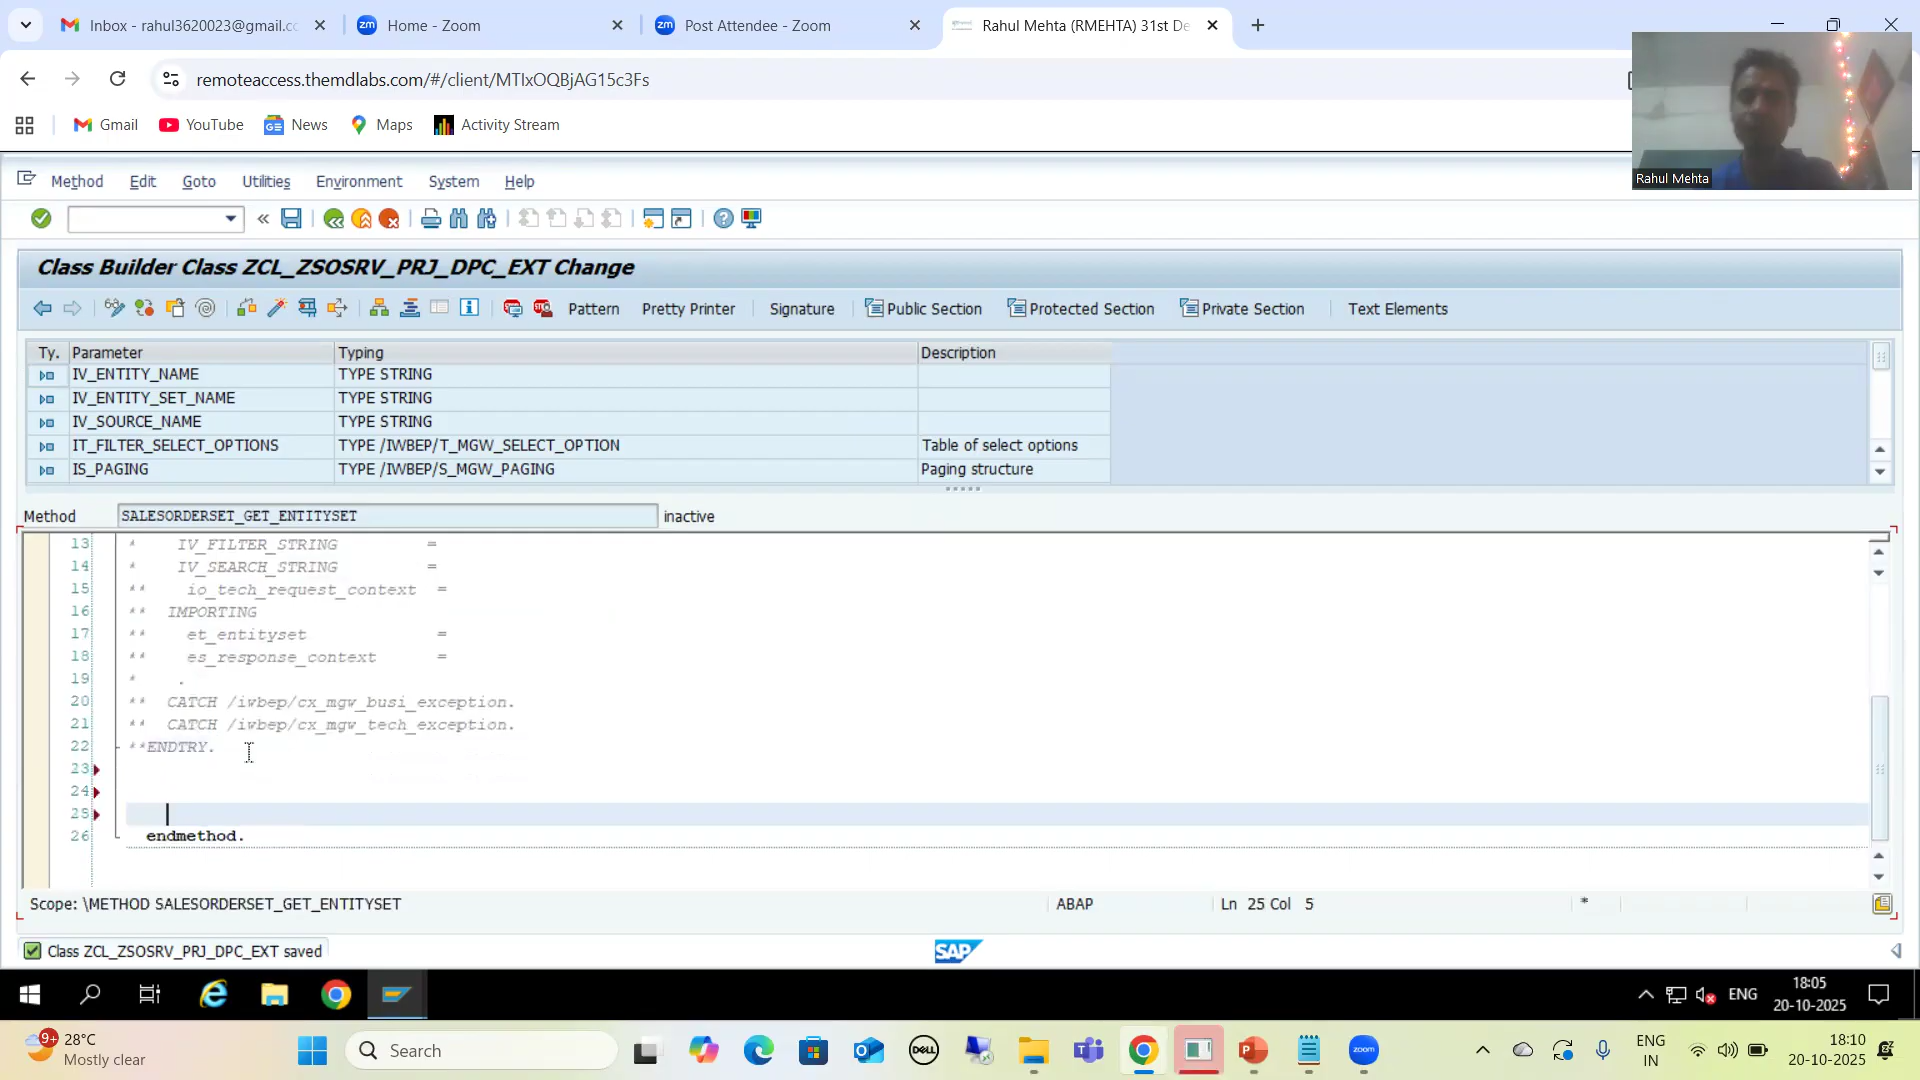 Inbox - rahul3620023@gmail.cc
Home - Zoom
Post Attendee - Zoom
Rahul Mehta (RMEHTA) 31st De
remoteaccess.themdlabs.com/#/client/MTIxOQBjAG15c3Fs
Gmail
YouTube
News
Maps
Activity Stream
Rahul Mehta
Method
Edit
Goto
Utilities
Environment
System
Help
Class Builder Class ZCL_ZSOSRV_PRJ_DPC_EXT Change
Pattern
Pretty Printer
Signature
Public Section
Protected Section
Private Section
Text Elements
Ty. Parameter Typing Description
IV_ENTITY_NAME TYPE STRING
IV_ENTITY_SET_NAME TYPE STRING
IV_SOURCE_NAME TYPE STRING
IT_FILTER_SELECT_OPTIONS TYPE /IWBEP/T_MGW_SELECT_OPTION Table of select options
IS_PAGING TYPE /IWBEP/S_MGW_PAGING Paging structure
Method SALESORDERSET_GET_ENTITYSET inactive
13 * IV_FILTER_STRING =
14 * IV_SEARCH_STRING =
15 ** io_tech_request_context =
16 ** IMPORTING
17 ** et_entityset =
18 ** es_response_context =
19 * .
20 ** CATCH /iwbep/cx_mgw_busi_exception.
21 ** CATCH /iwbep/cx_mgw_tech_exception.
22 **ENDTRY.
23
24
25
26 endmethod.
Scope: \METHOD SALESORDERSET_GET_ENTITYSET ABAP Ln 25 Col 5 *
Class ZCL_ZSOSRV_PRJ_DPC_EXT saved
SAP
ENG
18:05
20-10-2025
9+
28°C
Mostly clear
Search
DELL
zoom
ENG
IN
18:10
20-10-2025